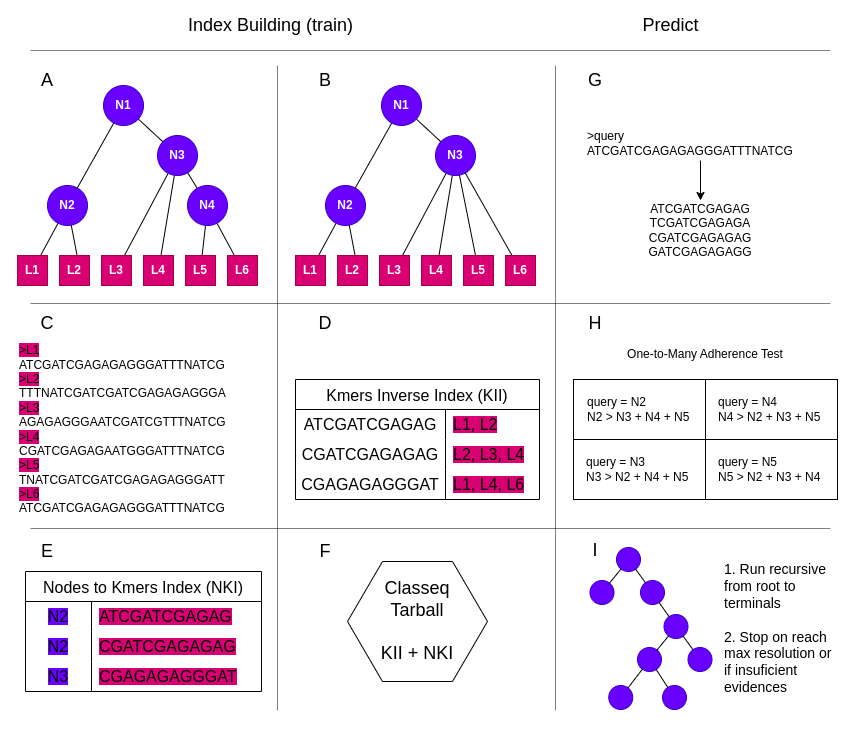 Index Building (train)
Predict
A
N1
N3
N2
N4
L1 L2 L3 L4 L5 L6
B
N1
N3
N2
L1 L2 L3 L4 L5 L6
G
>query
ATCGATCGAGAGAGGGATTTNATCG
ATCGATCGAGAG
TCGATCGAGAGA
CGATCGAGAGAG
GATCGAGAGAGG
C
>L1
ATCGATCGAGAGAGGGATTTNATCG
>L2
TTTNATCGATCGATCGAGAGAGGGA
>L3
AGAGAGGGAATCGATCGTTTNATCG
>L4
CGATCGAGAGAATGGGATTTNATCG
>L5
TNATCGATCGATCGAGAGAGGGATT
>L6
ATCGATCGAGAGAGGGATTTNATCG
D
Kmers Inverse Index (KII)
ATCGATCGAGAG L1, L2
CGATCGAGAGAG L2, L3, L4
CGAGAGAGGGAT L1, L4, L6
H
One-to-Many Adherence Test
query = N2
N2 > N3 + N4 + N5
query = N4
N4 > N2 + N3 + N5
query = N3
N3 > N2 + N4 + N5
query = N5
N5 > N2 + N3 + N4
E
Nodes to Kmers Index (NKI)
N2 ATCGATCGAGAG
N2 CGATCGAGAGAG
N3 CGAGAGAGGGAT
F
Classeq
Tarball
KII + NKI
I
1. Run recursive
from root to
terminals
2. Stop on reach
max resolution or
if insuficient
evidences